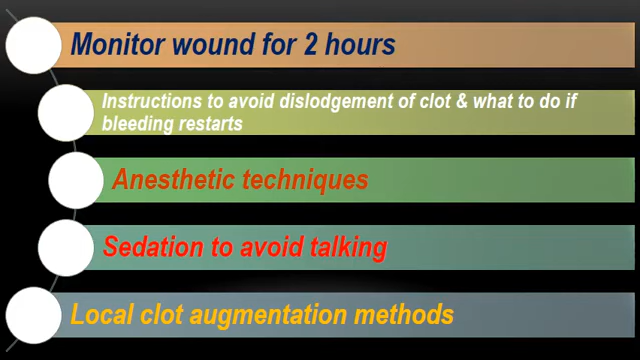 Monitor wound for 2 hours
Instructions to avoid dislodgement of clot & what to do if
bleeding restarts
Anesthetic techniques
Sedation to avoid talking
Local clot augmentation methods